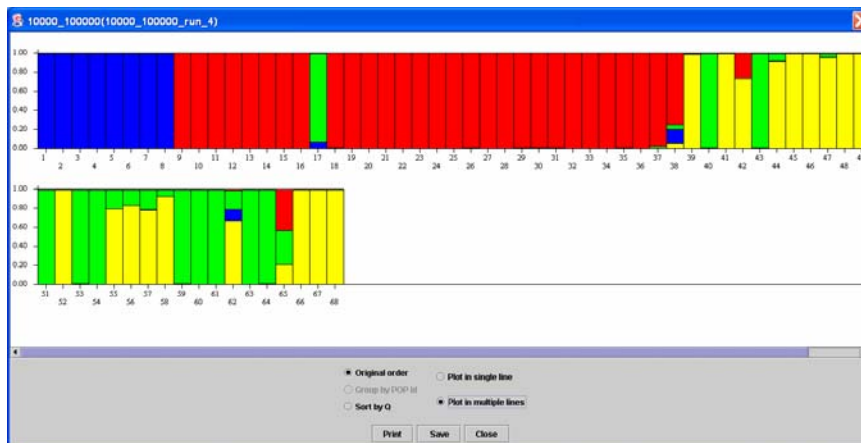 10000_100000(10000_100000_run_4)
1.00
0.80
0.60
0.40
0.20
0.00
1 3 5 7 9 11 13 15 17 19 21 23 25 27 29 31 33 35 37 39 41 43 45 47
2 4 6 8 10 12 14 16 18 20 22 24 26 28 30 32 34 36 38 40 42 44 46 48
1.00
0.80
0.60
0.40
0.20
0.00
51 53 55 57 59 61 63 65 67
52 54 56 58 60 62 64 66 68
Original order
Plot in single line
Group by POP Id
Sort by Q
Plot in multiple lines
Print Save Close